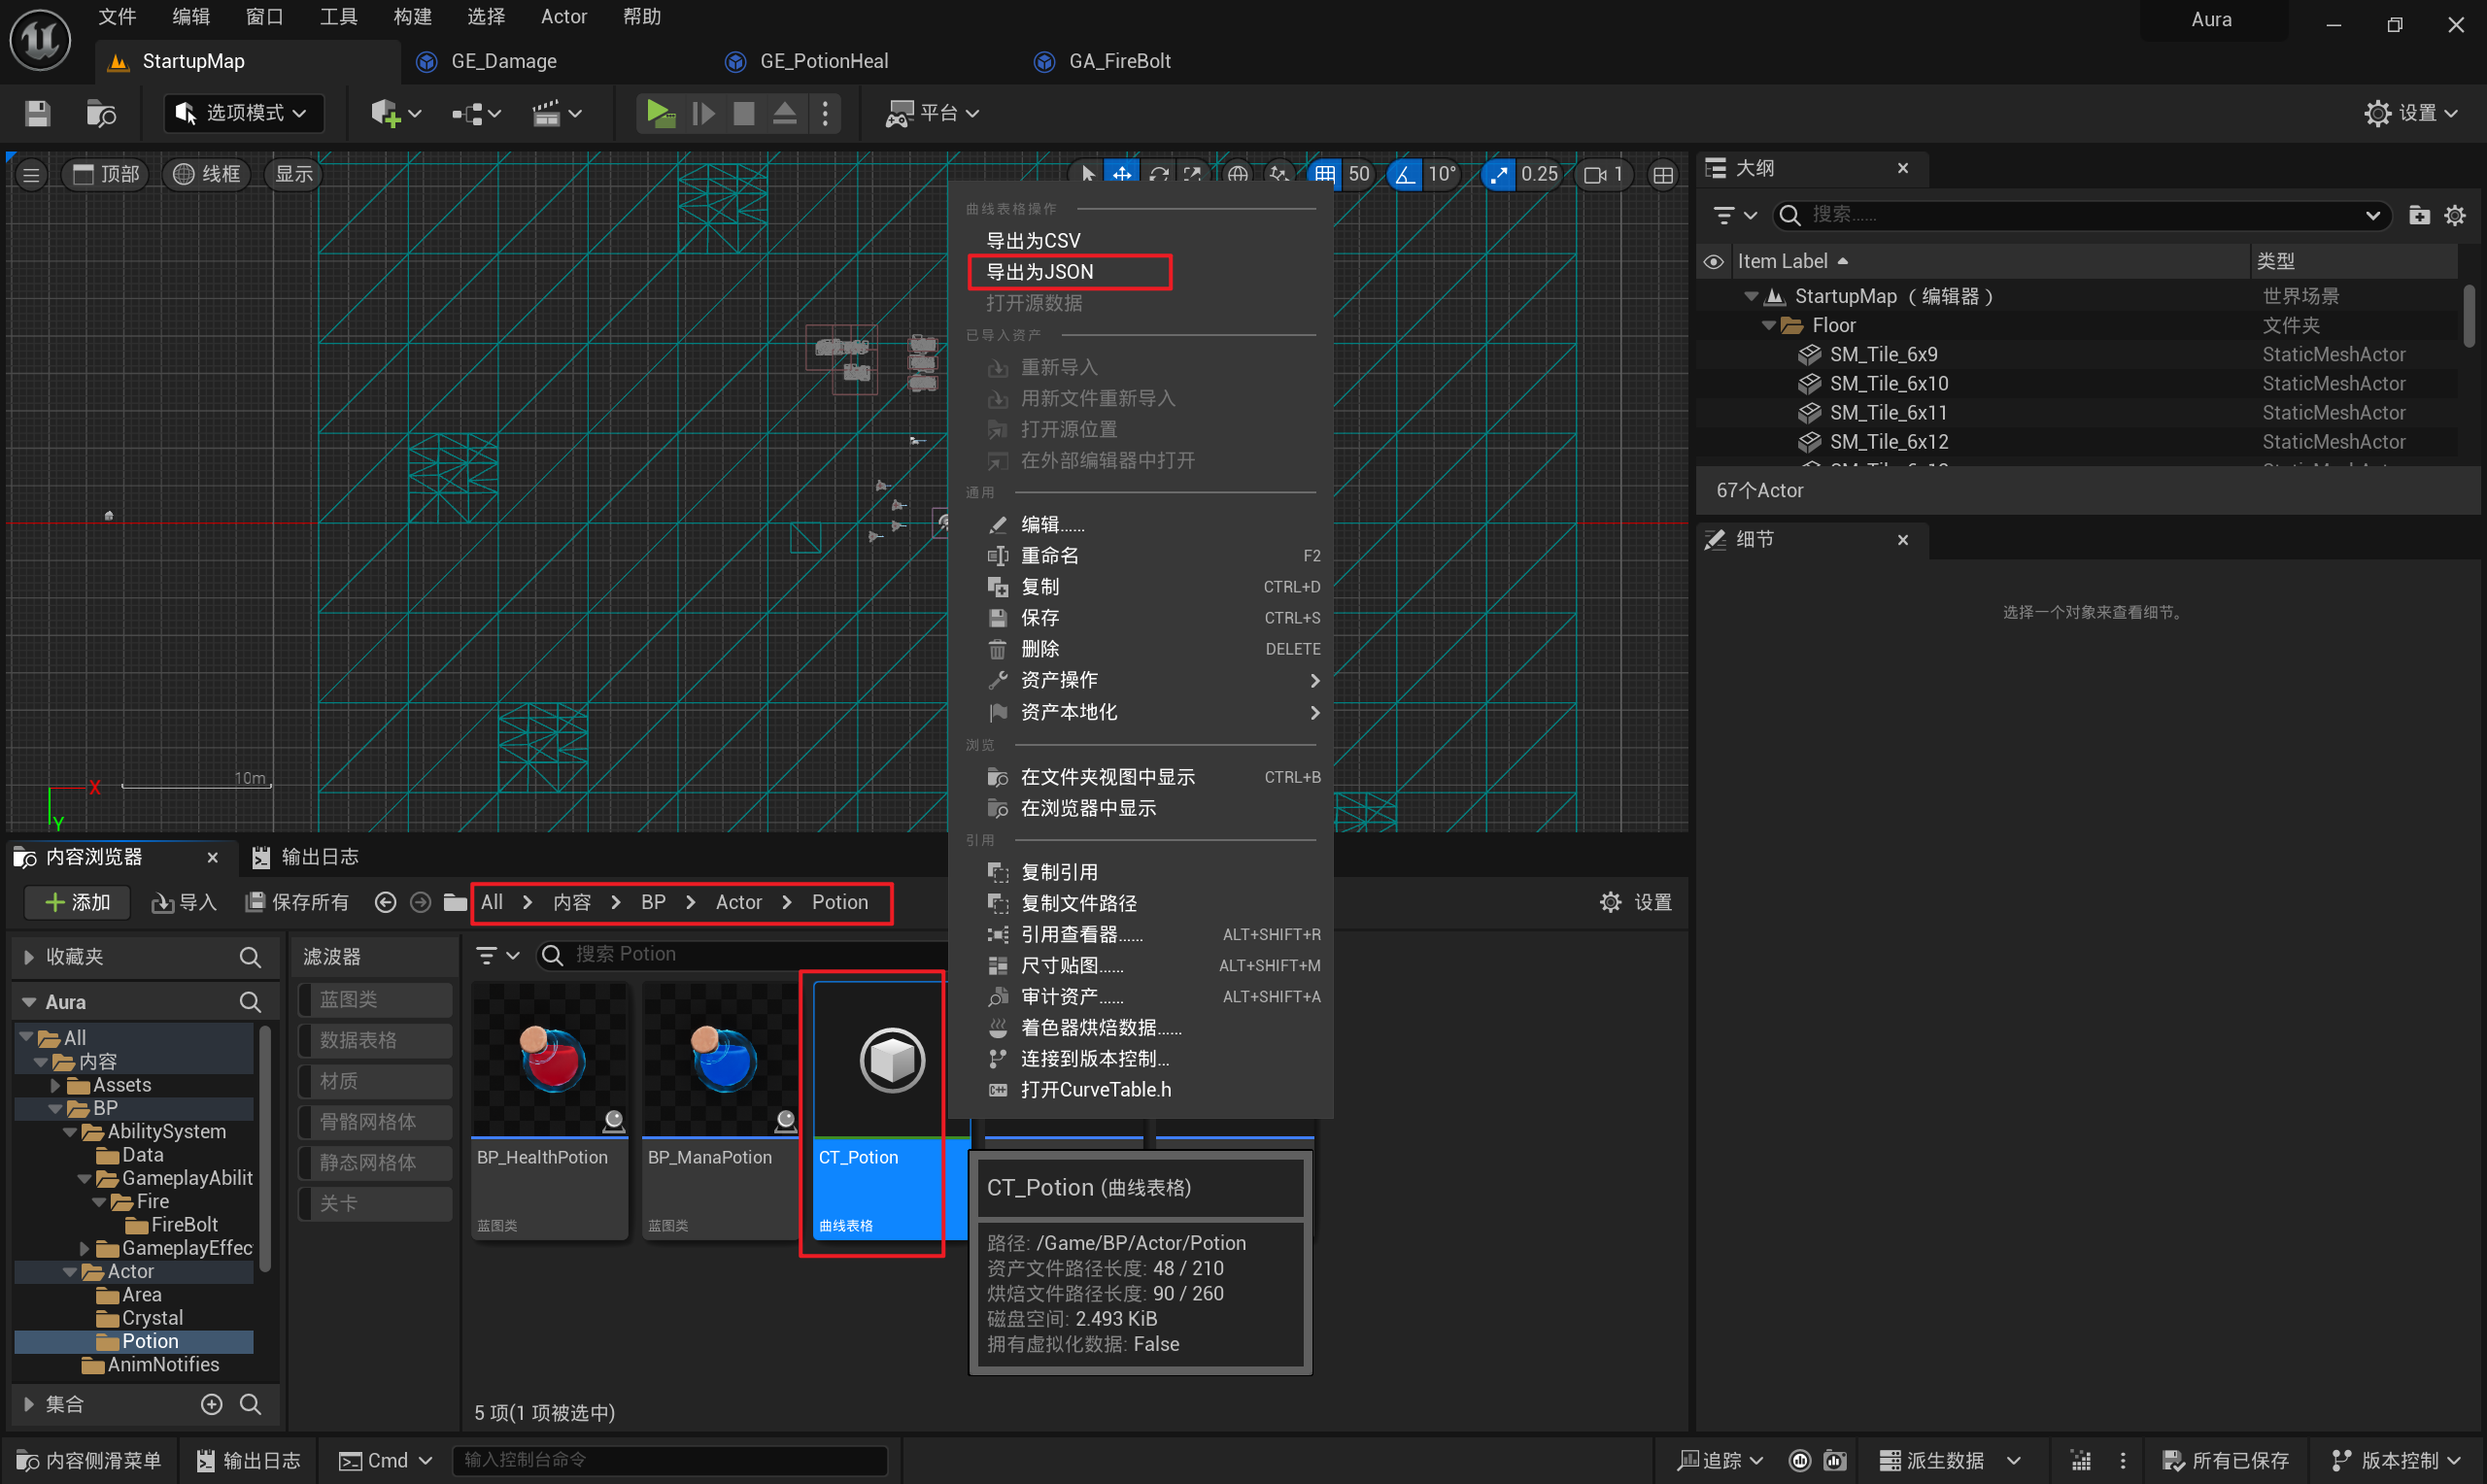 文件 编辑 窗口 工具 构建 选择 Actor 帮助
Aura
StartupMap GE_Damage GE_PotionHeal GA_FireBolt
选项模式 平台 设置
顶部 线框 显示 50 10° 0.25 1
10m
X
Y
曲线表格操作
导出为CSV
导出为JSON
打开源数据
已导入资产
重新导入
用新文件重新导入
打开源位置
在外部编辑器中打开
通用
编辑……
重命名 F2
复制 CTRL+D
保存 CTRL+S
删除 DELETE
资产操作
资产本地化
浏览
在文件夹视图中显示 CTRL+B
在浏览器中显示
引用
复制引用
复制文件路径
引用查看器…… ALT+SHIFT+R
尺寸贴图…… ALT+SHIFT+M
审计资产…… ALT+SHIFT+A
着色器烘焙数据……
连接到版本控制…
打开CurveTable.h
大纲
搜索……
Item Label 类型
StartupMap（编辑器） 世界场景
Floor 文件夹
SM_Tile_6x9 StaticMeshActor
SM_Tile_6x10 StaticMeshActor
SM_Tile_6x11 StaticMeshActor
SM_Tile_6x12 StaticMeshActor
67个Actor
细节
选择一个对象来查看细节。
内容浏览器 输出日志
添加 导入 保存所有 All 内容 BP Actor Potion 设置
收藏夹
Aura
All
内容
Assets
BP
AbilitySystem
Data
GameplayAbilit
Fire
FireBolt
GameplayEffec
Actor
Area
Crystal
Potion
AnimNotifies
集合
滤波器
蓝图类
数据表格
材质
骨骼网格体
静态网格体
关卡
搜索 Potion
BP_HealthPotion
蓝图类
BP_ManaPotion
蓝图类
CT_Potion
曲线表格
CT_Potion (曲线表格)
路径: /Game/BP/Actor/Potion
资产文件路径长度: 48 / 210
烘焙文件路径长度: 90 / 260
磁盘空间: 2.493 KiB
拥有虚拟化数据: False
5 项(1 项被选中)
内容侧滑菜单 输出日志 Cmd 输入控制台命令 追踪 派生数据 所有已保存 版本控制